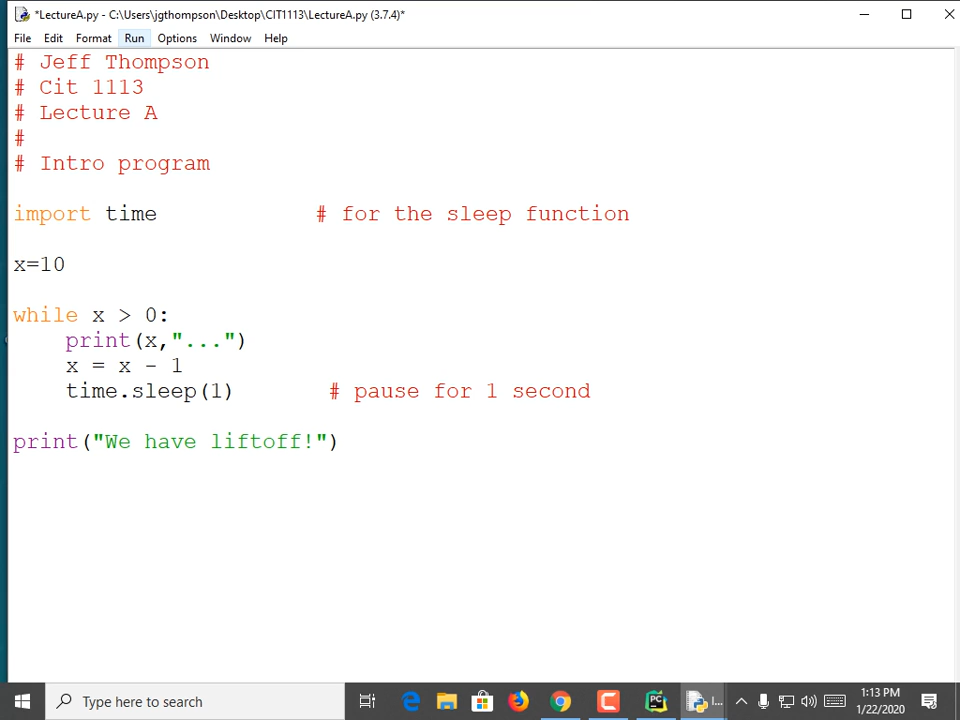 *LectureA.py - C:\Users\jgthompson\Desktop\CIT1113\LectureA.py (3.7.4)*
File Edit Format Run Options Window Help
# Jeff Thompson
# Cit 1113
# Lecture A
#
# Intro program
import time # for the sleep function
x=10
while x > 0:
print(x,"...")
x = x - 1
time.sleep(1) # pause for 1 second
print("We have liftoff!")
Type here to search
PC
I...
1:13 PM
1/22/2020